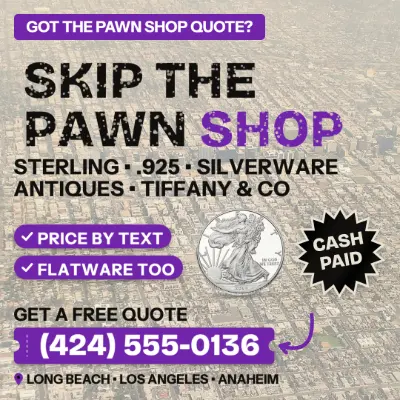 GOT THE PAWN SHOP QUOTE?
SKIP THE
PAWN SHOP
STERLING • .925 • SILVERWARE
ANTIQUES • TIFFANY & CO
PRICE BY TEXT
FLATWARE TOO
CASH
PAID
GET A FREE QUOTE
(424) 555-0136
LONG BEACH • LOS ANGELES • ANAHEIM